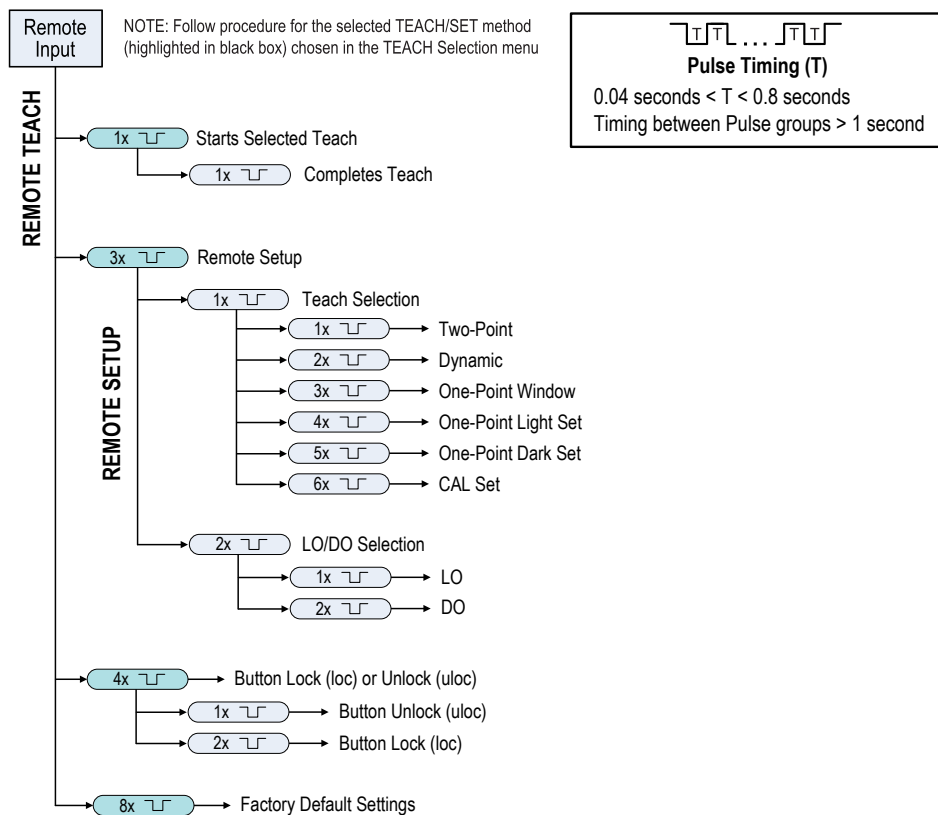 Remote
Input
NOTE: Follow procedure for the selected TEACH/SET method
(highlighted in black box) chosen in the TEACH Selection menu
T T ... T T
Pulse Timing (T)
0.04 seconds < T < 0.8 seconds
Timing between Pulse groups > 1 second
REMOTE TEACH
1x Starts Selected Teach
1x Completes Teach
3x Remote Setup
REMOTE SETUP
1x Teach Selection
1x Two-Point
2x Dynamic
3x One-Point Window
4x One-Point Light Set
5x One-Point Dark Set
6x CAL Set
2x LO/DO Selection
1x LO
2x DO
4x Button Lock (loc) or Unlock (uloc)
1x Button Unlock (uloc)
2x Button Lock (loc)
8x Factory Default Settings